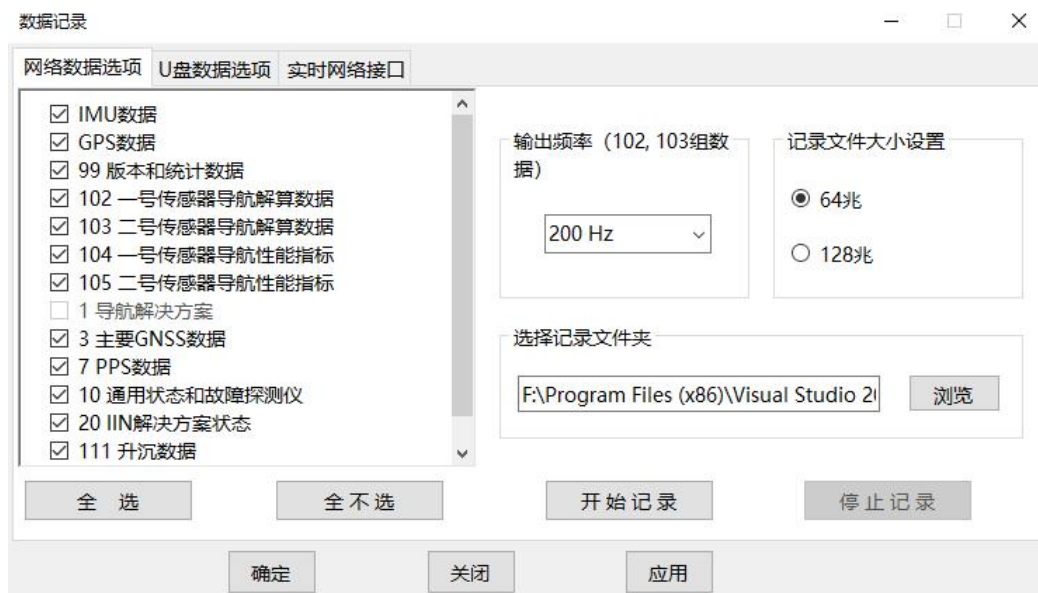 数据记录
网络数据选项 U盘数据选项 实时网络接口
IMU数据
GPS数据
99 版本和统计数据
102 一号传感器导航解算数据
103 二号传感器导航解算数据
104 一号传感器导航性能指标
105 二号传感器导航性能指标
1 导航解决方案
3 主要GNSS数据
7 PPS数据
10 通用状态和故障探测仪
20 IIN解决方案状态
111 升沉数据
输出频率（102, 103组数
据）
200 Hz
记录文件大小设置
64兆
128兆
选择记录文件夹
F:\Program Files (x86)\Visual Studio 2
浏览
全 选 全不选 开始记录 停止记录
确定 关闭 应用